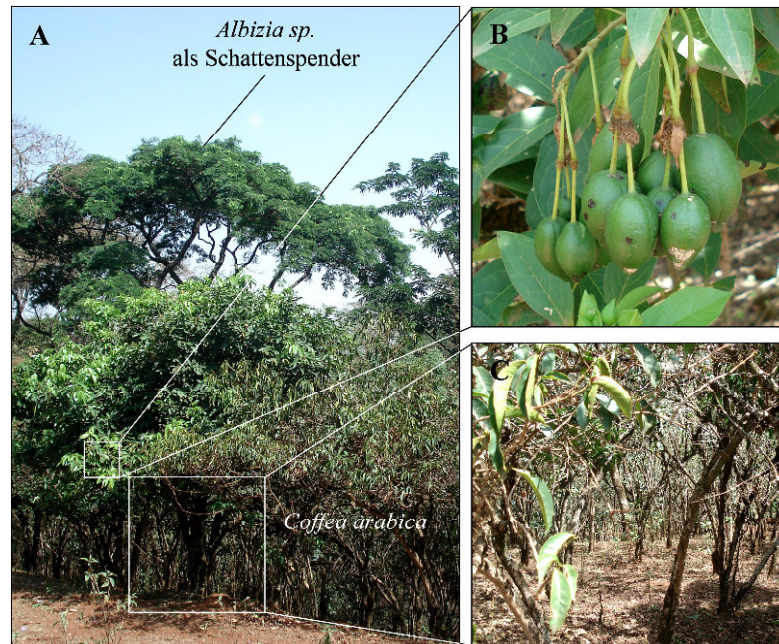 A
Albizia sp.
als Schattenspender
Coffea arabica
B
C